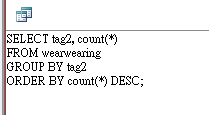 SELECT tag2, count(*)
FROM wearwearing
GROUP BY tag2
ORDER BY count(*) DESC;